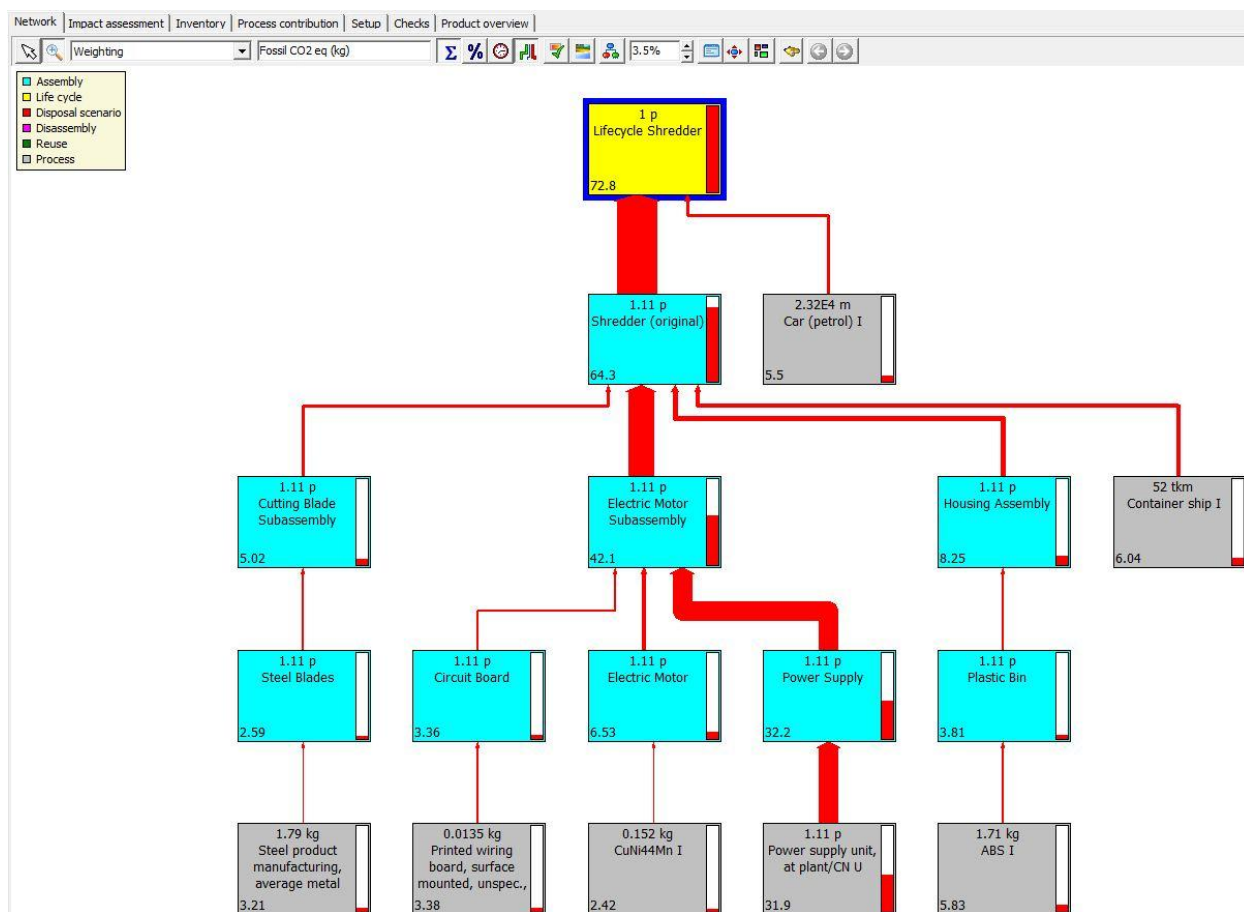 Network
Impact assessment
Inventory
Process contribution
Setup
Checks
Product overview
Weighting
Fossil CO2 eq (kg)
Σ
%
3.5%
Assembly
Life cycle
Disposal scenario
Disassembly
Reuse
Process
1 p
Lifecycle Shredder
72.8
1.11 p
Shredder (original)
64.3
2.32E4 m
Car (petrol) I
5.5
1.11 p
Cutting Blade
Subassembly
5.02
1.11 p
Electric Motor
Subassembly
42.1
1.11 p
Housing Assembly
8.25
52 tkm
Container ship I
6.04
1.11 p
Steel Blades
2.59
1.11 p
Circuit Board
3.36
1.11 p
Electric Motor
6.53
1.11 p
Power Supply
32.2
1.11 p
Plastic Bin
3.81
1.79 kg
Steel product
manufacturing,
average metal
3.21
0.0135 kg
Printed wiring
board, surface
mounted, unspec.,
3.38
0.152 kg
CuNi44Mn I
2.42
1.11 p
Power supply unit,
at plant/CN U
31.9
1.71 kg
ABS I
5.83